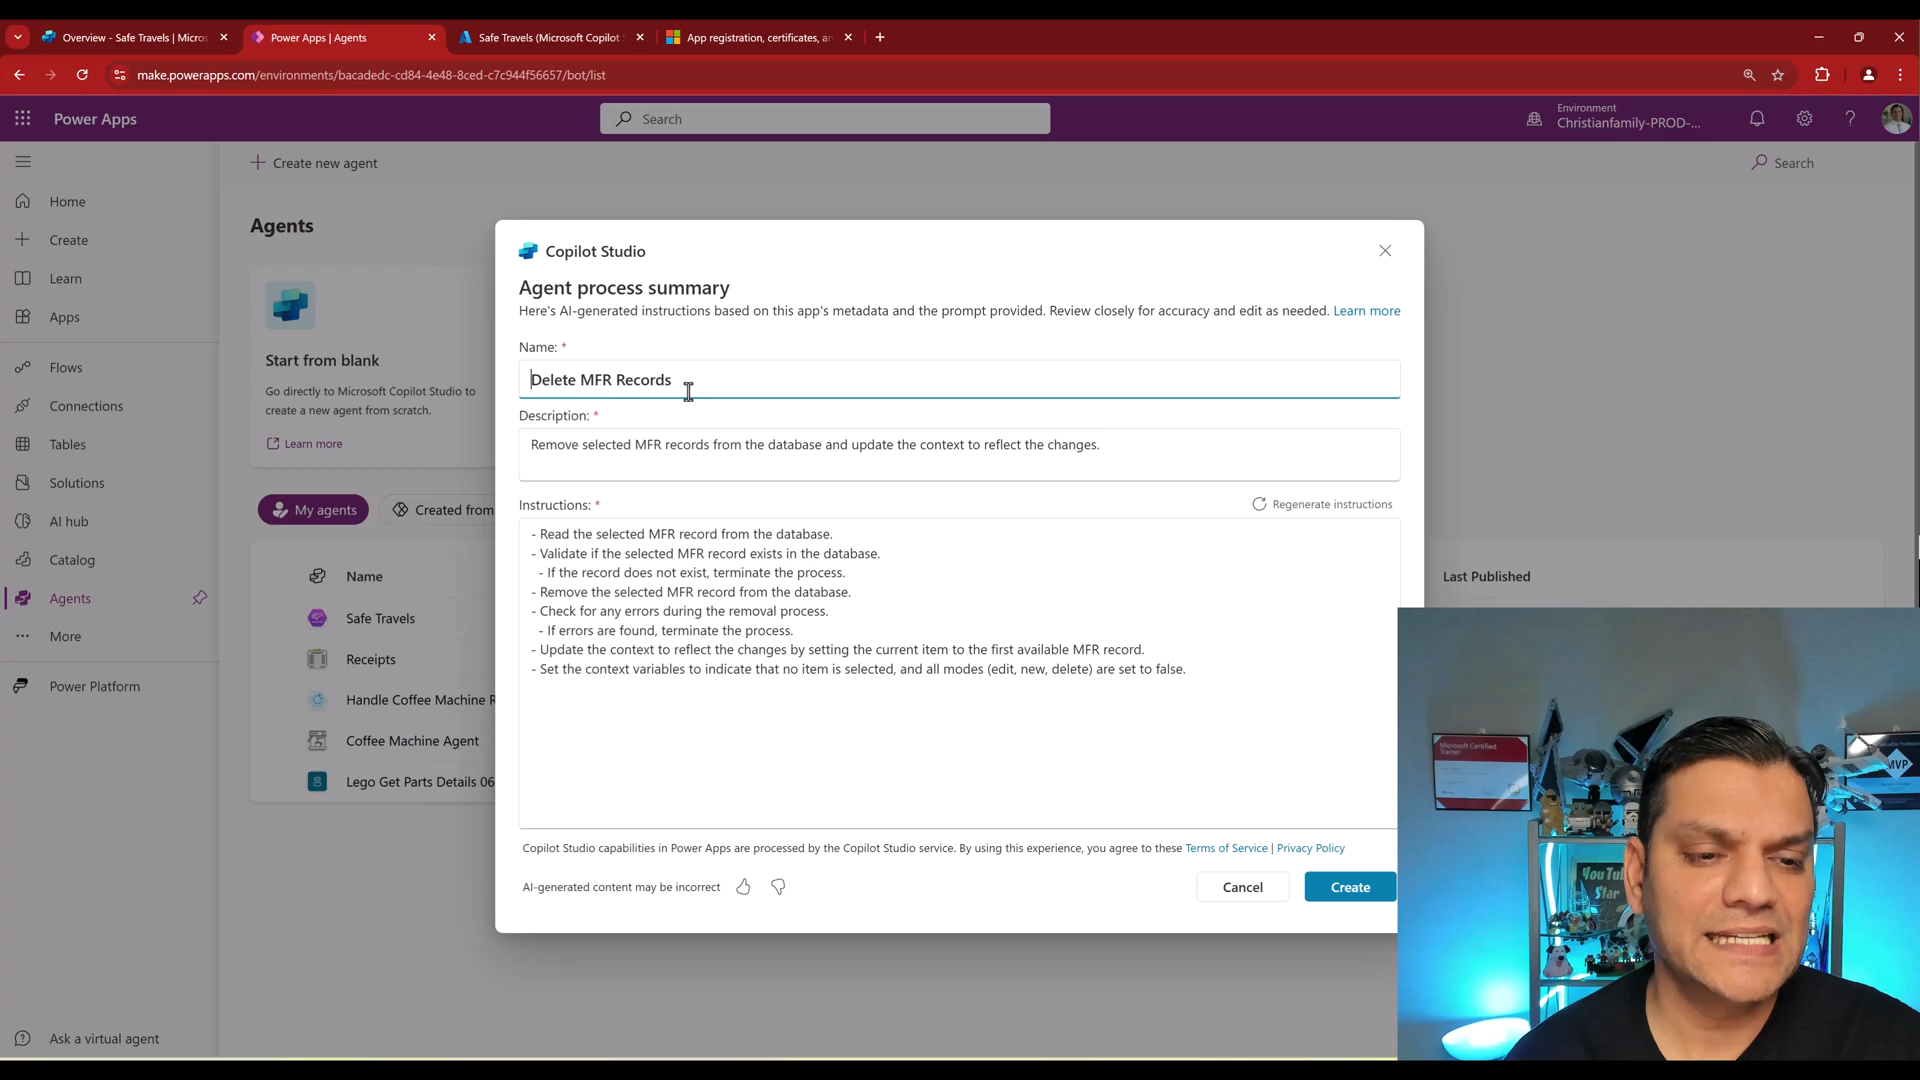 Overview - Safe Travels | Micros
Power Apps | Agents
Safe Travels (Microsoft Copilot
App registration, certificates, an
make.powerapps.com/environments/bacadedc-cd84-4e48-8ced-c7c944f56657/bot/list
Power Apps
Search
Environment
Christianfamily-PROD-...
Home
Create
Learn
Apps
Flows
Connections
Tables
Solutions
AI hub
Catalog
Agents
More
Power Platform
Ask a virtual agent
Create new agent
Search
Agents
Start from blank
Go directly to Microsoft Copilot Studio to
create a new agent from scratch.
Learn more
My agents
Created from
Name
Last Published
Safe Travels
Receipts
Handle Coffee Machine R
Coffee Machine Agent
Lego Get Parts Details 06
Copilot Studio
Agent process summary
Here's AI-generated instructions based on this app's metadata and the prompt provided. Review closely for accuracy and edit as needed. Learn more
Name: *
Delete MFR Records
Description: *
Remove selected MFR records from the database and update the context to reflect the changes.
Instructions: *
Regenerate instructions
- Read the selected MFR record from the database.
- Validate if the selected MFR record exists in the database.
- If the record does not exist, terminate the process.
- Remove the selected MFR record from the database.
- Check for any errors during the removal process.
- If errors are found, terminate the process.
- Update the context to reflect the changes by setting the current item to the first available MFR record.
- Set the context variables to indicate that no item is selected, and all modes (edit, new, delete) are set to false.
Copilot Studio capabilities in Power Apps are processed by the Copilot Studio service. By using this experience, you agree to these Terms of Service | Privacy Policy
AI-generated content may be incorrect
Cancel
Create
Microsoft Certified
Trainer
MVP
You Tu
Star